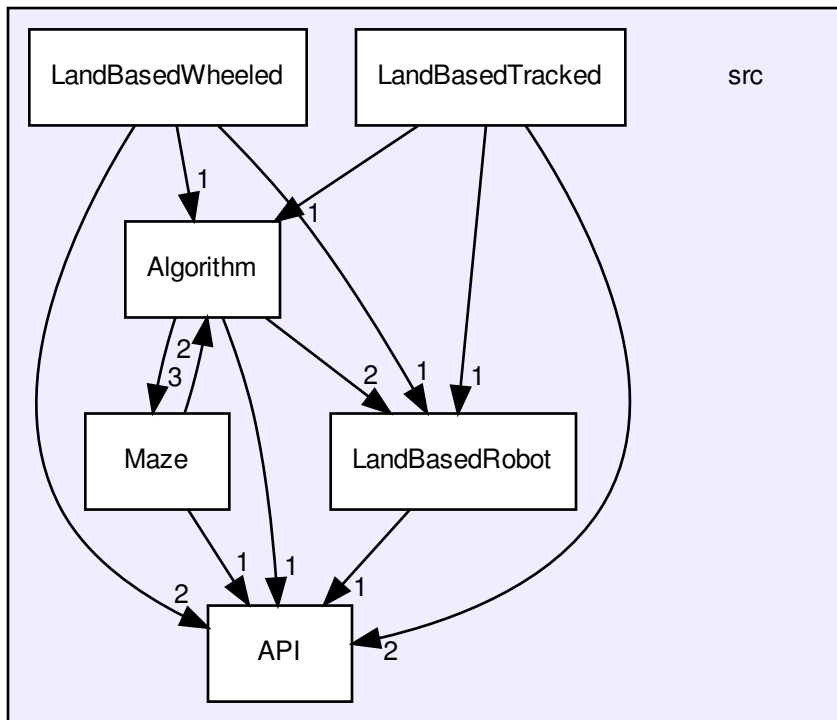 LandBasedWheeled
LandBasedTracked
src
1
1
Algorithm
2
3
2
1
1
Maze
LandBasedRobot
1
1
1
2
2
API